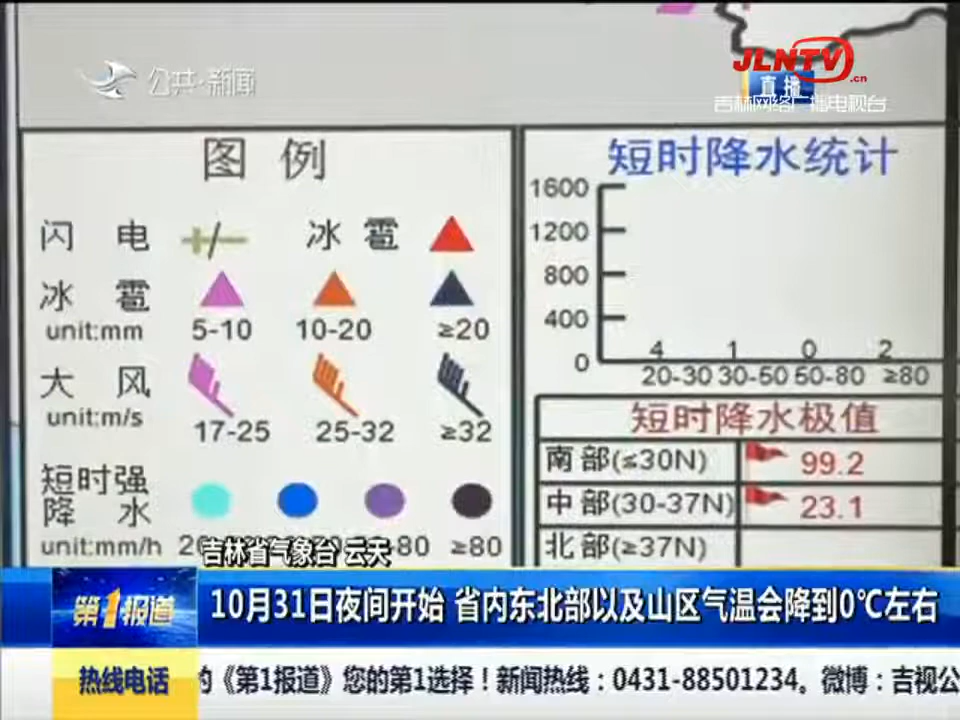 公共·新闻
JLNTV.cn
直播
吉林网络广播电视台
图例
闪电 冰雹
冰雹
unit:mm 5-10 10-20 ≥20
大风
unit:m/s 17-25 25-32 ≥32
短时强
降水
unit:mm/h 80 ≥80
短时降水统计
1600
1200
800
400
0
4 1 0 2
20-30 30-50 50-80 ≥80
短时降水极值
南部(≤30N) 99.2
中部(30-37N) 23.1
北部(≥37N)
吉林省气象台 云天
第1报道
10月31日夜间开始 省内东北部以及山区气温会降到0℃左右
热线电话
的《第1报道》您的第1选择！新闻热线：0431-88501234。微博：吉视公